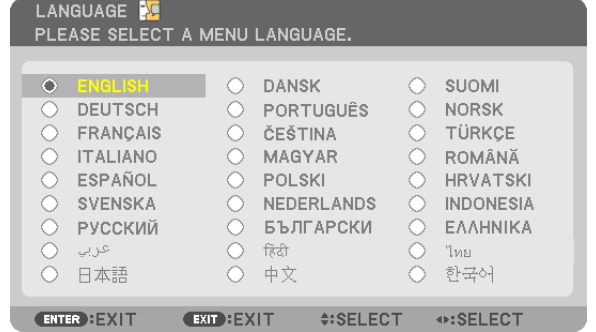 LANGUAGE
PLEASE SELECT A MENU LANGUAGE.
ENGLISH DANSK SUOMI
DEUTSCH PORTUGUÊS NORSK
FRANÇAIS ČEŠTINA TÜRKÇE
ITALIANO MAGYAR ROMÂNĂ
ESPAÑOL POLSKI HRVATSKI
SVENSKA NEDERLANDS INDONESIA
РУССКИЙ БЪЛГАРСКИ ΕΛΛΗΝΙΚΑ
عربي हिंदी ไทย
日本語 中文 한국어
ENTER :EXIT EXIT :EXIT :SELECT :SELECT